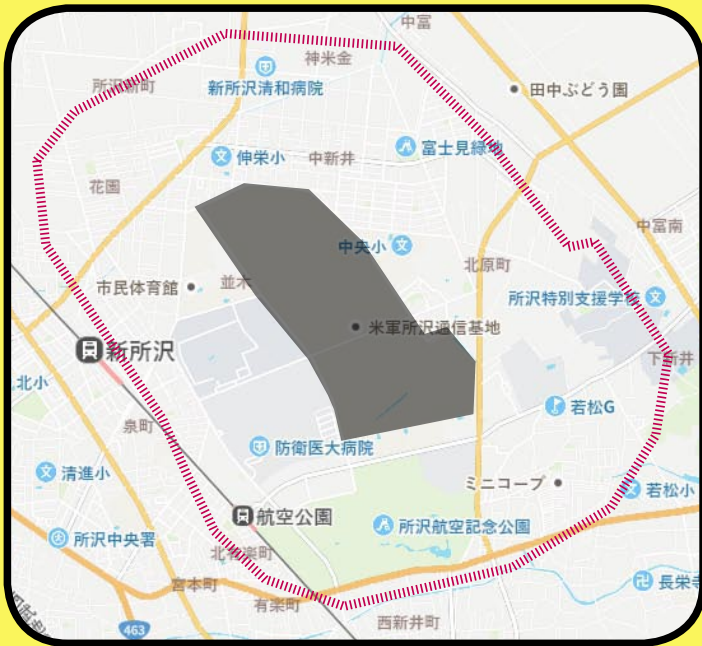 中富
神米金
所沢新町
新所沢清和病院
田中ぶどう園
伸栄小
中新井
富士見緑地
花園
中富南
中央小
北原町
市民体育館
並木
所沢特別支援学校
米軍所沢通信基地
新所沢
下新井
北小
若松G
泉町
防衛医大病院
清進小
ミニコープ
若松小
航空公園
所沢航空記念公園
所沢中央署
北有楽町
宮本町
長栄寺
有楽町
西新井町
463